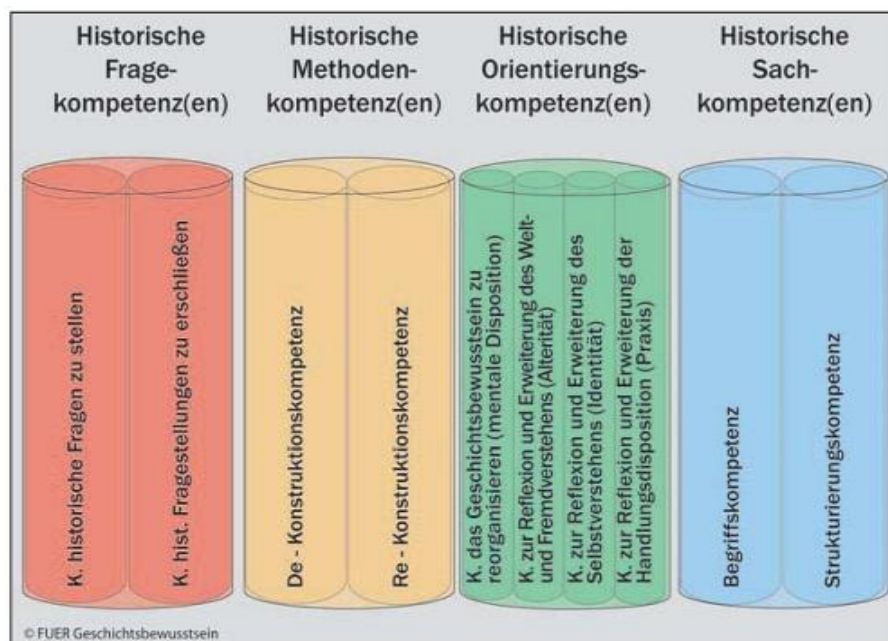 Historische
Frage-
kompetenz(en)
Historische
Methoden-
kompetenz(en)
Historische
Orientierungs-
kompetenz(en)
Historische
Sach-
kompetenz(en)
K. historische Fragen zu stellen
K. hist. Fragestellungen zu erschließen
De - Konstruktionskompetenz
Re - Konstruktionskompetenz
K. das Geschichtsbewusstsein zu
reorganisieren (mentale Disposition)
K. zur Reflexion und Erweiterung des Welt-
und Fremdverstehens (Alterität)
K. zur Reflexion und Erweiterung des
Selbstverstehens (Identität)
K. zur Reflexion und Erweiterung der
Handlungsdisposition (Praxis)
Begriffskompetenz
Strukturierungskompetenz
© FUER Geschichtsbewusstsein